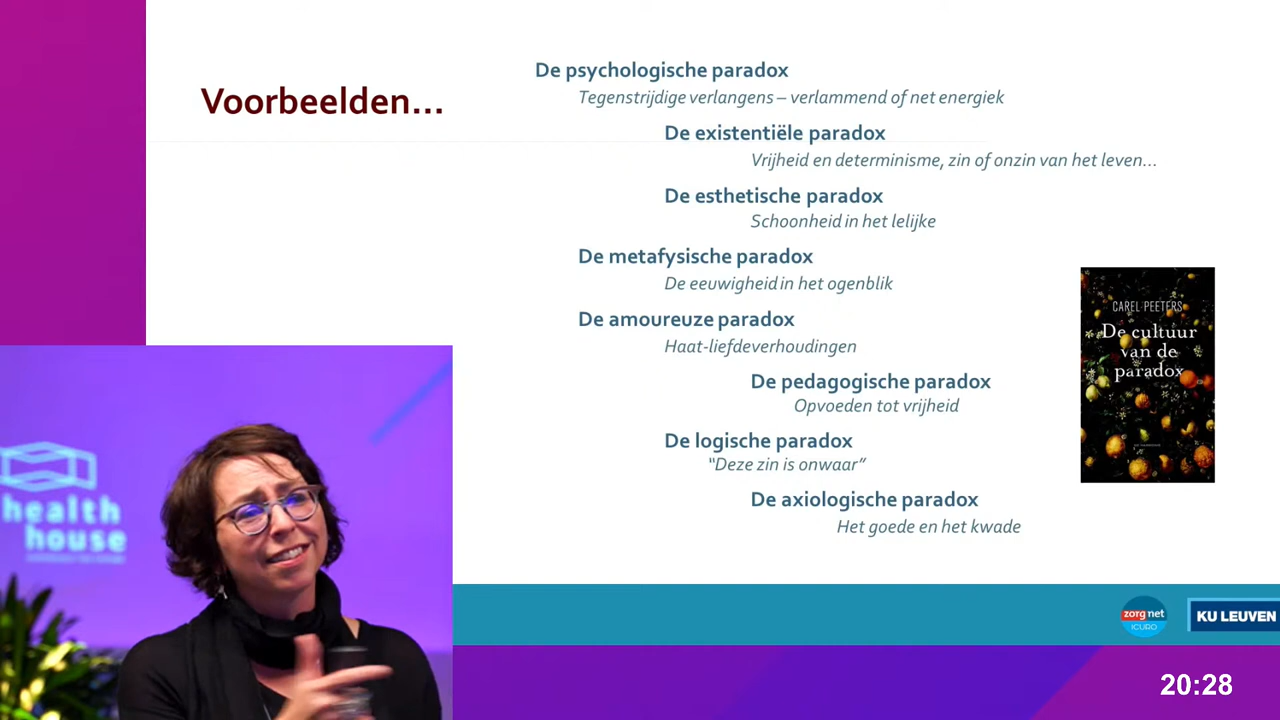 Voorbeelden...
De psychologische paradox
Tegenstrijdige verlangens – verlammend of net energiek
De existentiële paradox
Vrijheid en determinisme, zin of onzin van het leven...
De esthetische paradox
Schoonheid in het lelijke
De metafysische paradox
De eeuwigheid in het ogenblik
De amoureuze paradox
Haat-liefdeverhoudingen
De pedagogische paradox
Opvoeden tot vrijheid
De logische paradox
“Deze zin is onwaar”
De axiologische paradox
Het goede en het kwade
CAREL PEETERS
De cultuur
van de
paradox
health
house
zorgnet
ICURO
KU LEUVEN
20:28